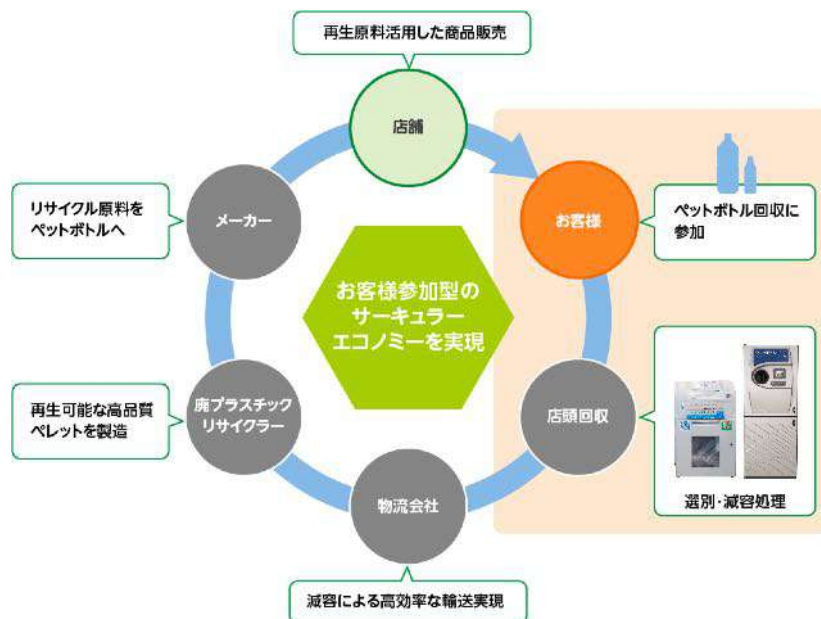 再生原料活用した商品販売
店舗
お客様
ペットボトル回収に
参加
店頭回収
選別・減容処理
物流会社
減容による高効率な輸送実現
廃プラスチック
リサイクラー
再生可能な高品質
ペレットを製造
メーカー
リサイクル原料を
ペットボトルへ
お客様参加型の
サーキュラー
エコノミーを実現